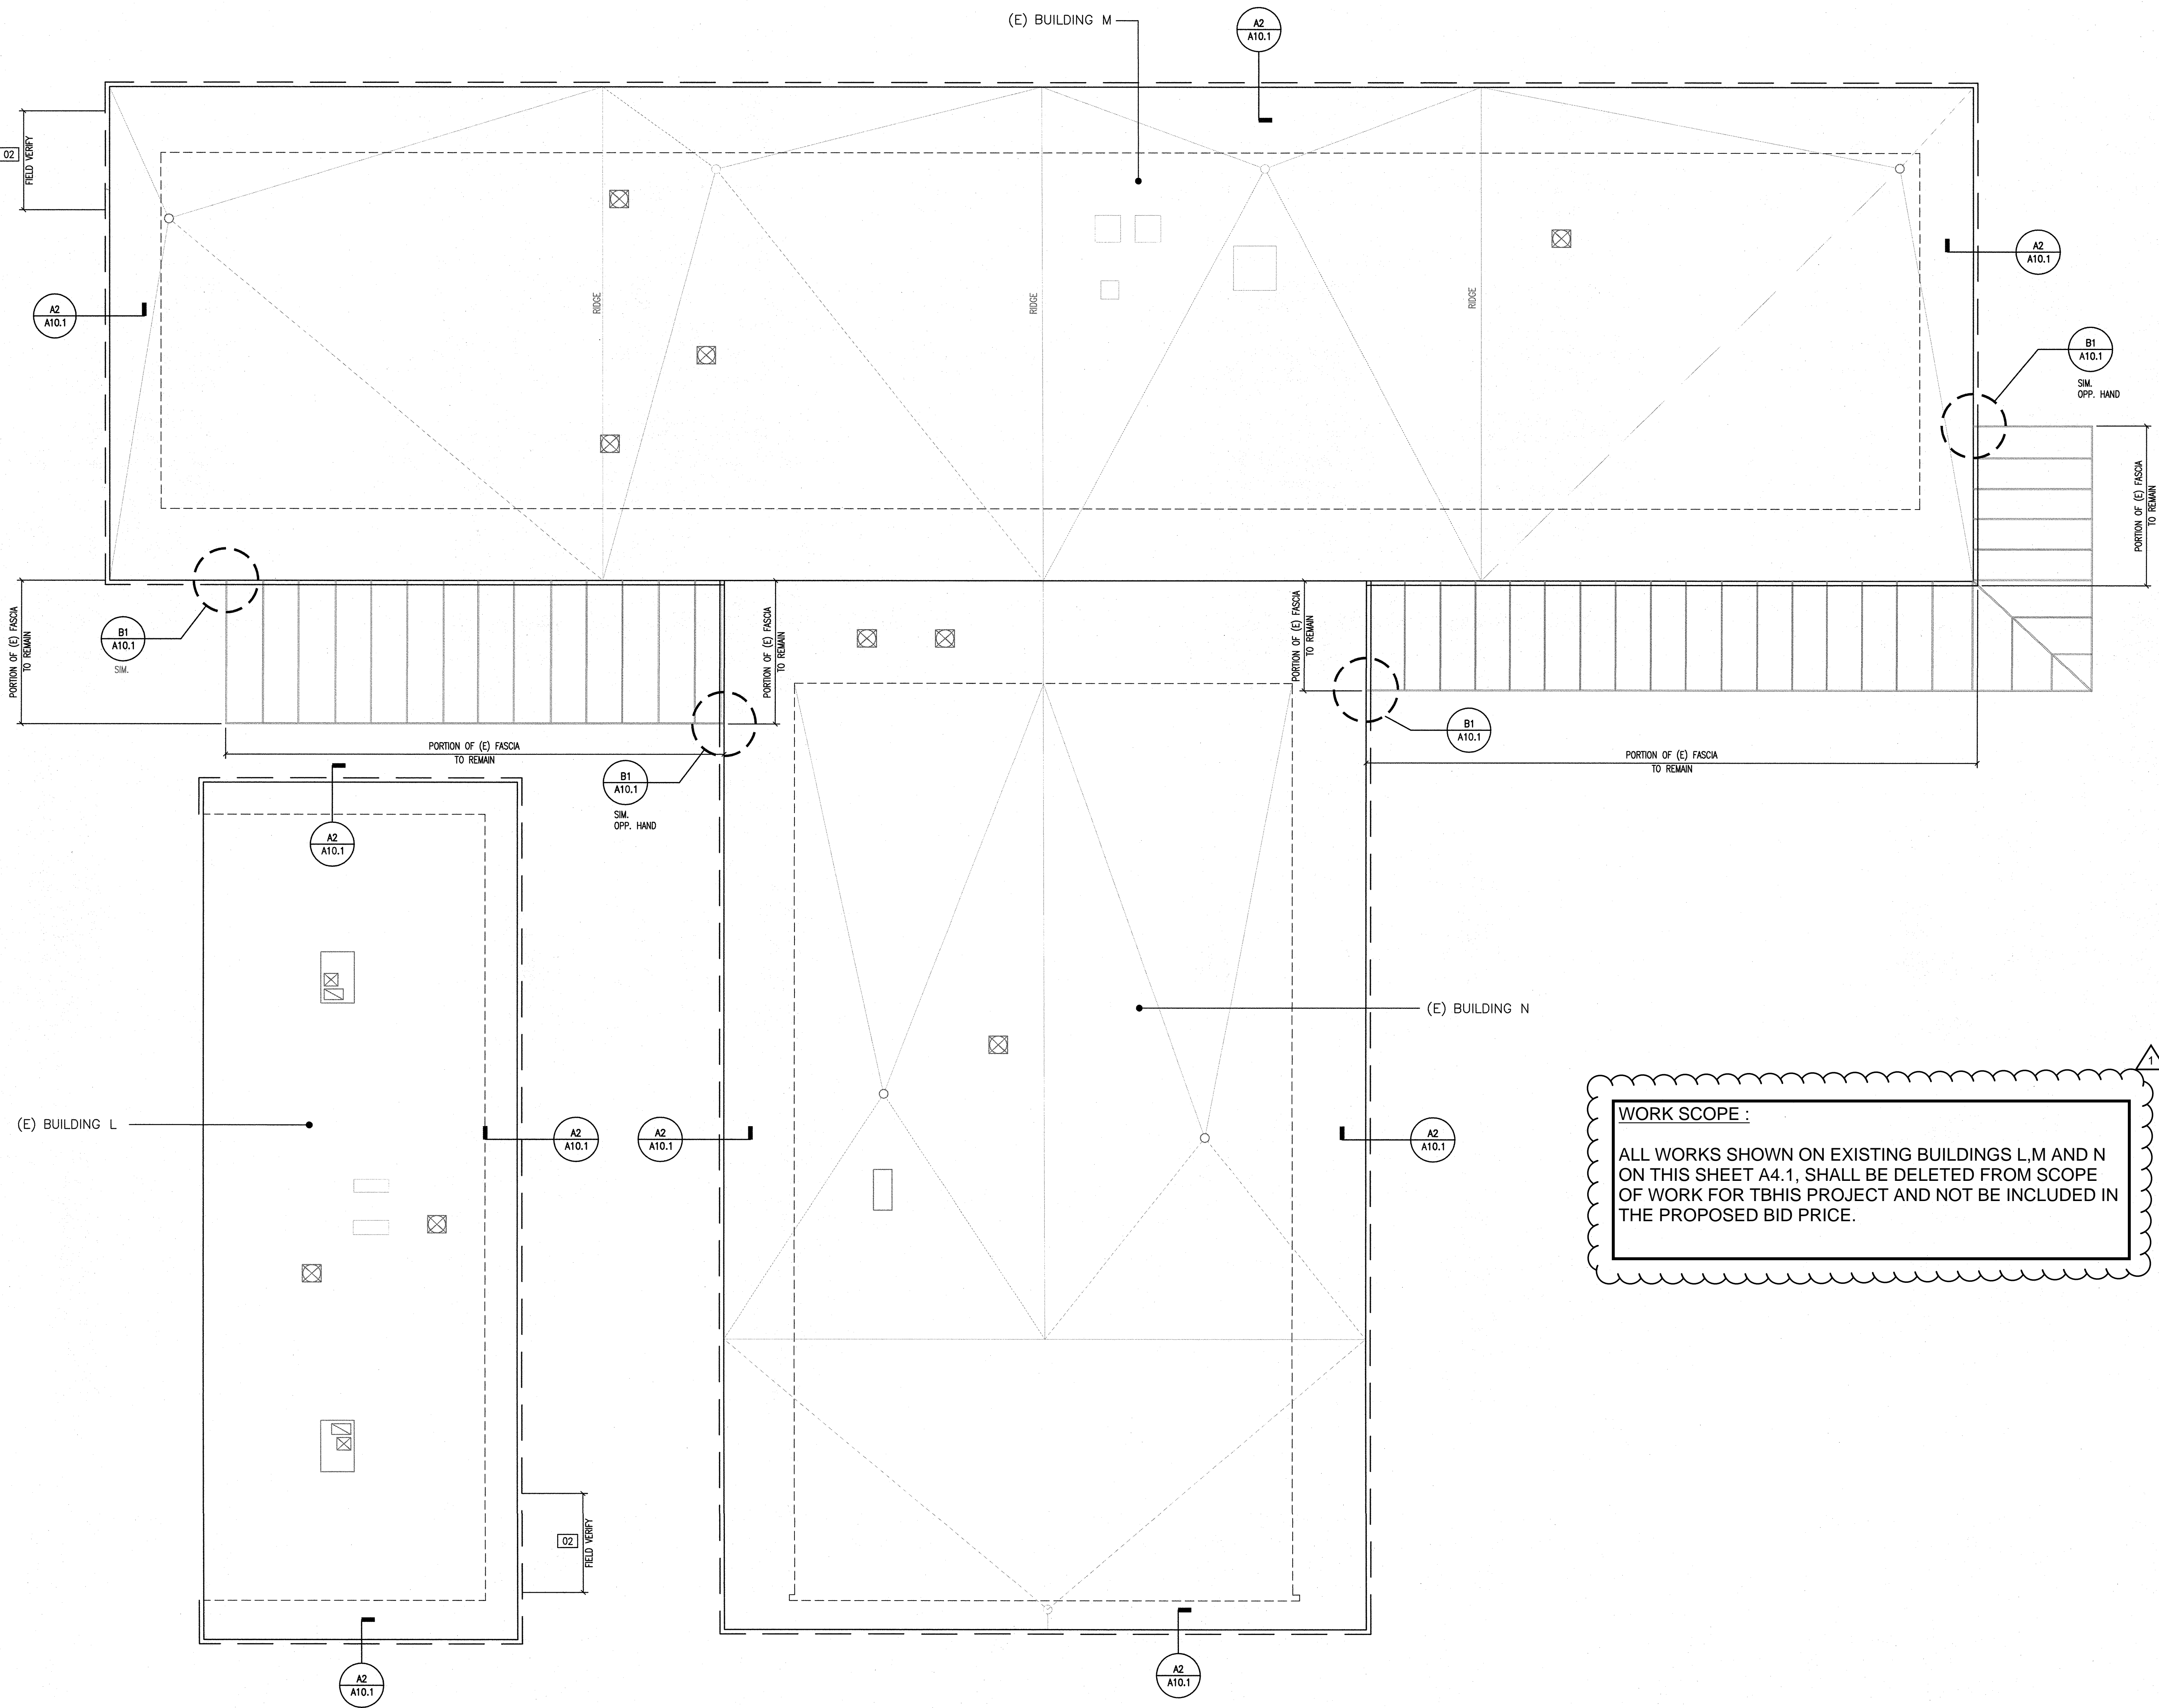 (E) BUILDING M
A2
A10.1
02
FIELD VERIFY
RIDGE
RIDGE
RIDGE
A2
A10.1
A2
A10.1
B1
A10.1
SIM.
OPP. HAND
PORTION OF (E) FASCIA
TO REMAIN
PORTION OF (E) FASCIA
TO REMAIN
B1
A10.1
SIM.
PORTION OF (E) FASCIA
TO REMAIN
PORTION OF (E) FASCIA
TO REMAIN
B1
A10.1
PORTION OF (E) FASCIA
TO REMAIN
PORTION OF (E) FASCIA
TO REMAIN
B1
A10.1
SIM.
OPP. HAND
A2
A10.1
(E) BUILDING N
(E) BUILDING L
A2
A10.1
A2
A10.1
A2
A10.1
1
WORK SCOPE :
ALL WORKS SHOWN ON EXISTING BUILDINGS L,M AND N
ON THIS SHEET A4.1, SHALL BE DELETED FROM SCOPE
OF WORK FOR TBHIS PROJECT AND NOT BE INCLUDED IN
THE PROPOSED BID PRICE.
02
FIELD VERIFY
A2
A10.1
A2
A10.1